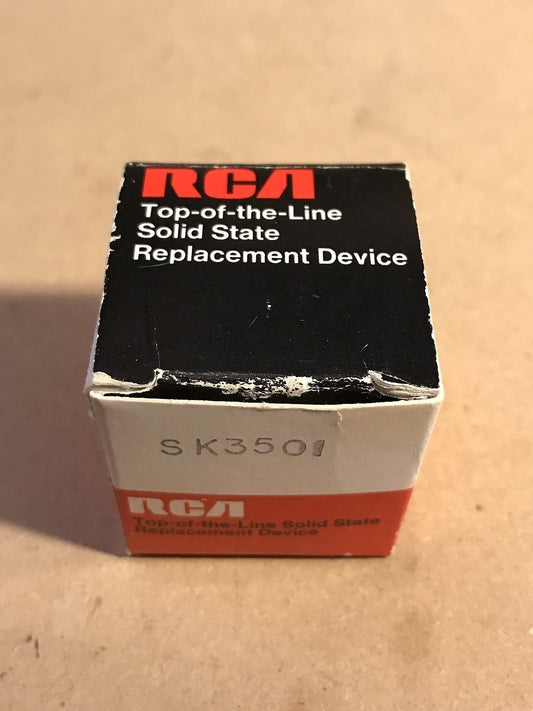 RCA
Top-of-the-Line
Solid State
Replacement Device
SK3501
RCA
Top-of-the-Line Solid State
Replacement Device